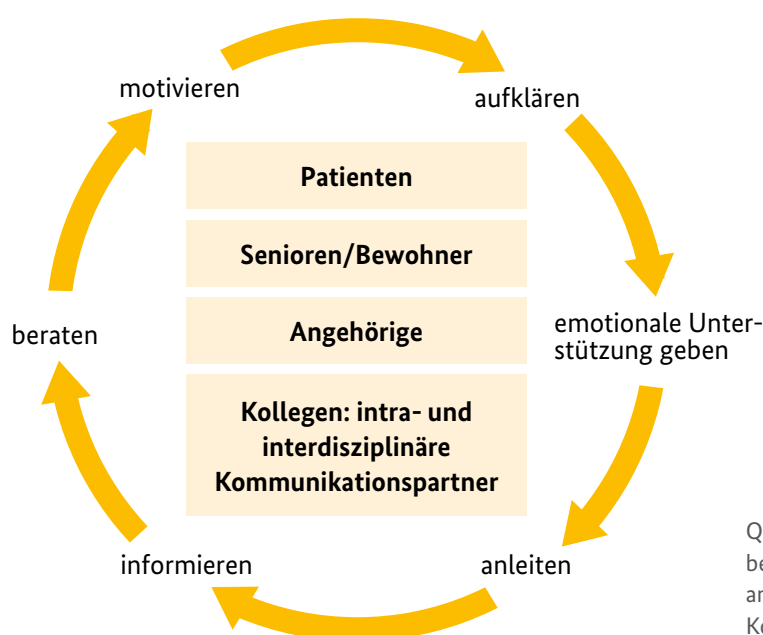 motivieren
aufklären
Patienten
Senioren/Bewohner
beraten
Angehörige
emotionale Unter-
stützung geben
Kollegen: intra- und
interdisziplinäre
Kommunikationspartner
informieren
anleiten